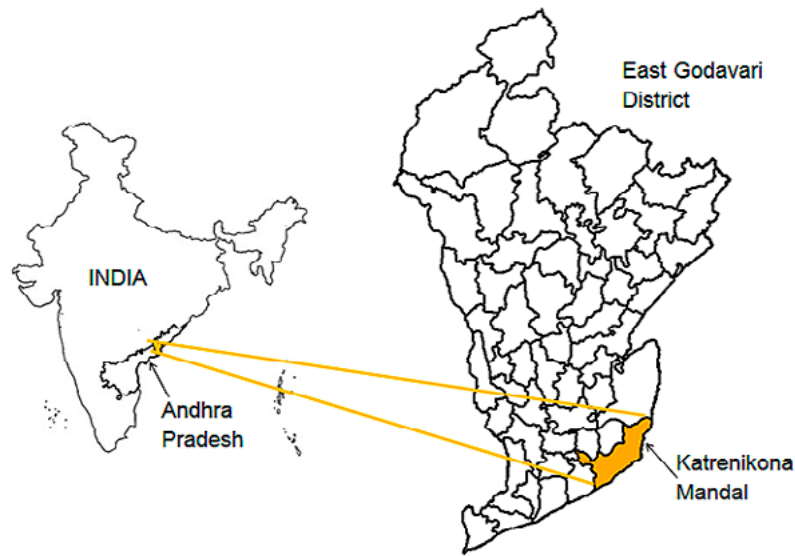 East Godavari
District
INDIA
Andhra
Pradesh
Katrenikona
Mandal